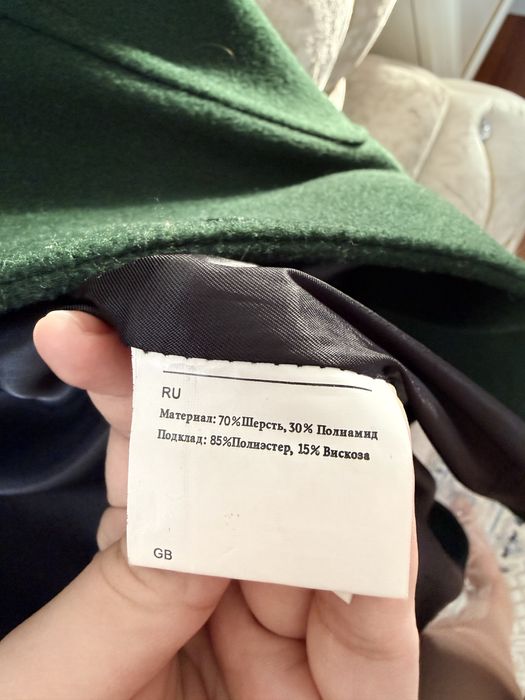 RU
Материал: 70%Шерсть, 30% Полиамид
Подклад: 85%Полиэстер, 15% Вискоза
GB